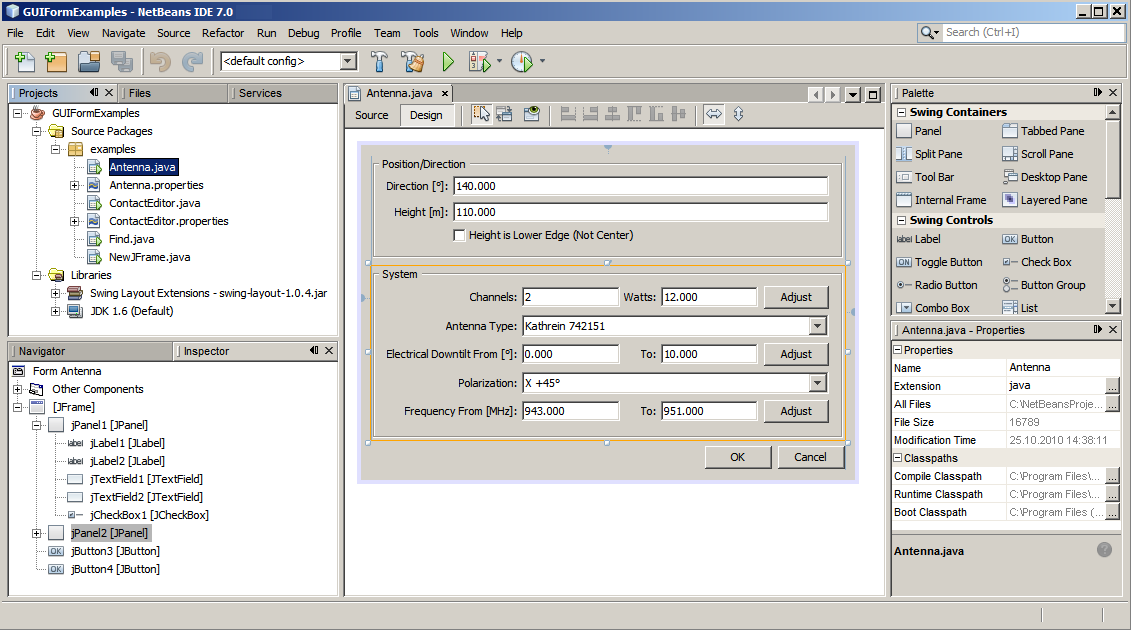 GUIFormExamples - NetBeans IDE 7.0
File Edit View Navigate Source Refactor Run Debug Profile Team Tools Window Help
Search (Ctrl+I)
<default config>
Projects Files Services
GUIFormExamples
Source Packages
examples
Antenna.java
Antenna.properties
ContactEditor.java
ContactEditor.properties
Find.java
NewJFrame.java
Libraries
Swing Layout Extensions - swing-layout-1.0.4.jar
JDK 1.6 (Default)
Navigator Inspector
Form Antenna
Other Components
[JFrame]
jPanel1 [JPanel]
label jLabel1 [JLabel]
label jLabel2 [JLabel]
jTextField1 [JTextField]
jTextField2 [JTextField]
jCheckBox1 [JCheckBox]
jPanel2 [JPanel]
OK jButton3 [JButton]
OK jButton4 [JButton]
Antenna.java
Source Design
Position/Direction
Direction [º]: 140.000
Height [m]: 110.000
Height is Lower Edge (Not Center)
System
Channels: 2 Watts: 12.000 Adjust
Antenna Type: Kathrein 742151
Electrical Downtilt From [º]: 0.000 To: 10.000 Adjust
Polarization: X +45º
Frequency From [MHz]: 943.000 To: 951.000 Adjust
OK Cancel
Palette
Swing Containers
Panel Tabbed Pane
Split Pane Scroll Pane
Tool Bar Desktop Pane
Internal Frame Layered Pane
Swing Controls
label Label OK Button
ON Toggle Button Check Box
Radio Button Button Group
Combo Box List
Antenna.java - Properties
Properties
Name Antenna
Extension java ...
All Files C:\NetBeansProje... ...
File Size 16789
Modification Time 25.10.2010 14:38:11
Classpaths
Compile Classpath C:\Program Files\... ...
Runtime Classpath C:\Program Files\... ...
Boot Classpath C:\Program Files (... ...
Antenna.java